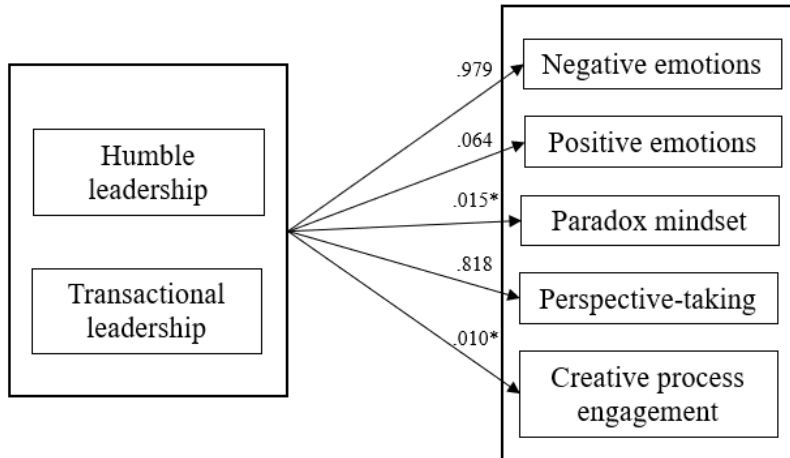 Humble
leadership
Transactional
leadership
.979
.064
.015*
.818
.010*
Negative emotions
Positive emotions
Paradox mindset
Perspective-taking
Creative process
engagement